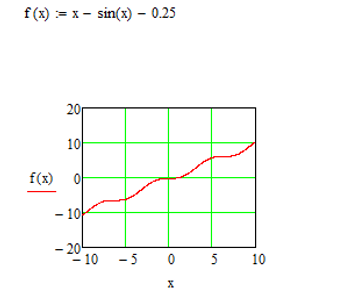 f(x) := x − sin(x) − 0.25
20
10
f(x) 0
− 10
− 20
− 10 − 5 0 5 10
x